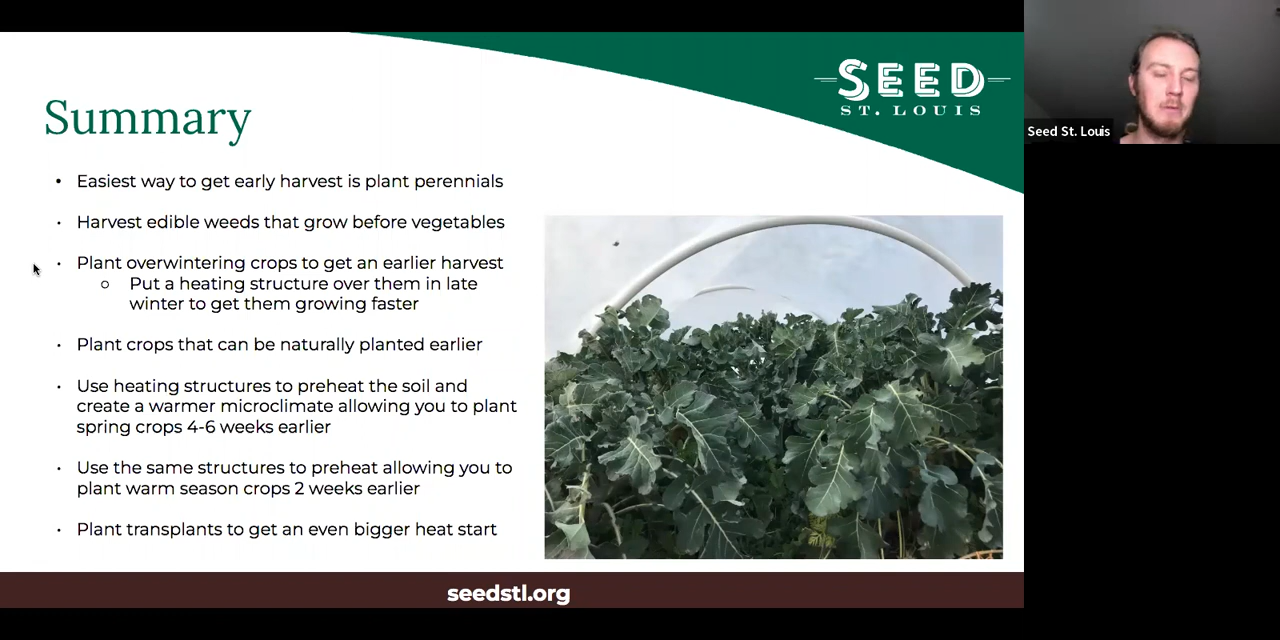 SEED
ST. LOUIS
Summary
• Easiest way to get early harvest is plant perennials
• Harvest edible weeds that grow before vegetables
• Plant overwintering crops to get an earlier harvest
○ Put a heating structure over them in late
winter to get them growing faster
• Plant crops that can be naturally planted earlier
• Use heating structures to preheat the soil and
create a warmer microclimate allowing you to plant
spring crops 4-6 weeks earlier
• Use the same structures to preheat allowing you to
plant warm season crops 2 weeks earlier
• Plant transplants to get an even bigger heat start
seedstl.org
Seed St. Louis